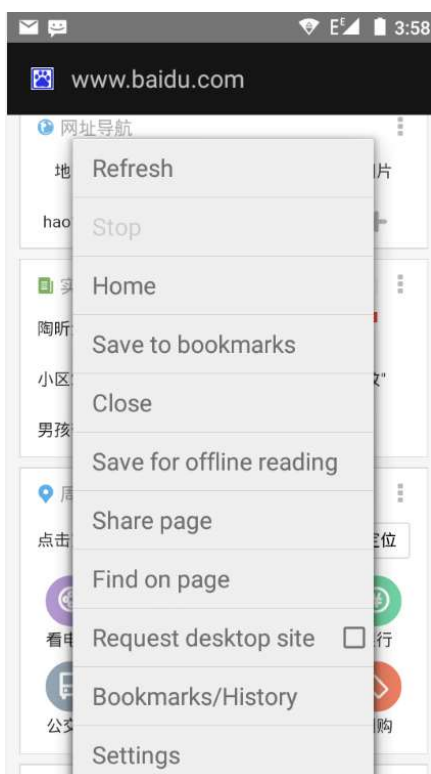 E E 3:58
www.baidu.com
网址导航
Refresh
地 片
Stop
hao
Home
实
陶昕
Save to bookmarks
小区 "
Close
男孩
Save for offline reading
周
Share page
点击 定位
Find on page
Request desktop site
看电 行
Bookmarks/History
公交 购
Settings